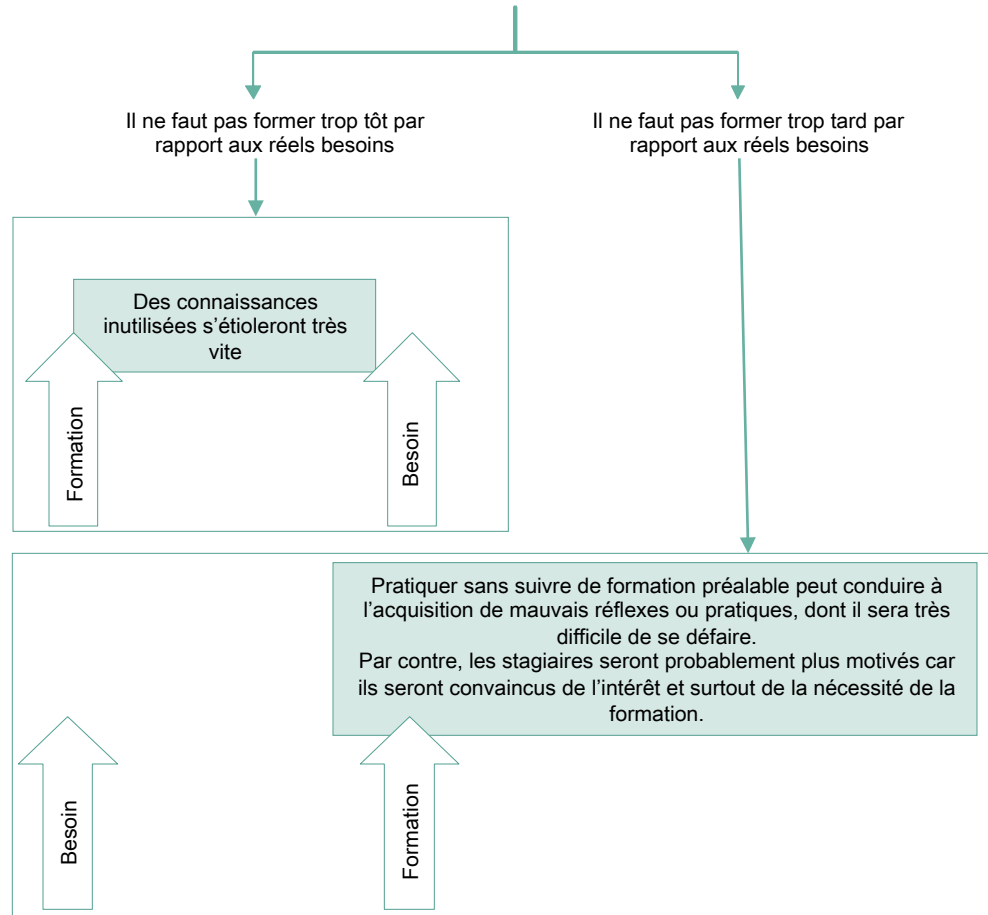 Il ne faut pas former trop tôt par
rapport aux réels besoins
Il ne faut pas former trop tard par
rapport aux réels besoins
Des connaissances
inutilisées s’étioleront très
vite
Formation
Besoin
Pratiquer sans suivre de formation préalable peut conduire à
l’acquisition de mauvais réflexes ou pratiques, dont il sera très
difficile de se défaire.
Par contre, les stagiaires seront probablement plus motivés car
ils seront convaincus de l’intérêt et surtout de la nécessité de la
formation.
Besoin
Formation